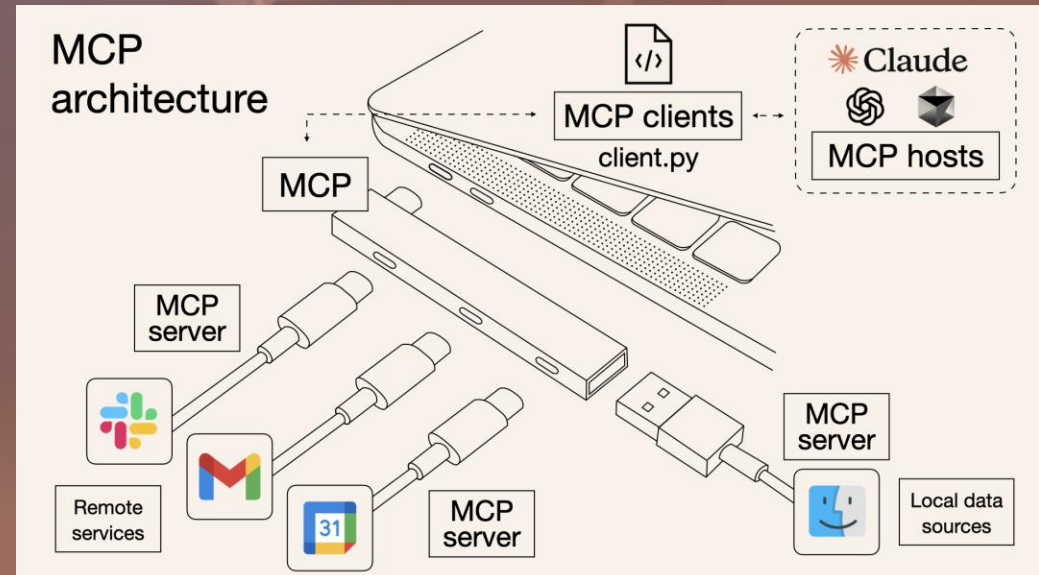 MCP
architecture
</>
MCP clients
client.py
Claude
MCP hosts
MCP
MCP
server
Remote
services
31
MCP
server
MCP
server
Local data
sources